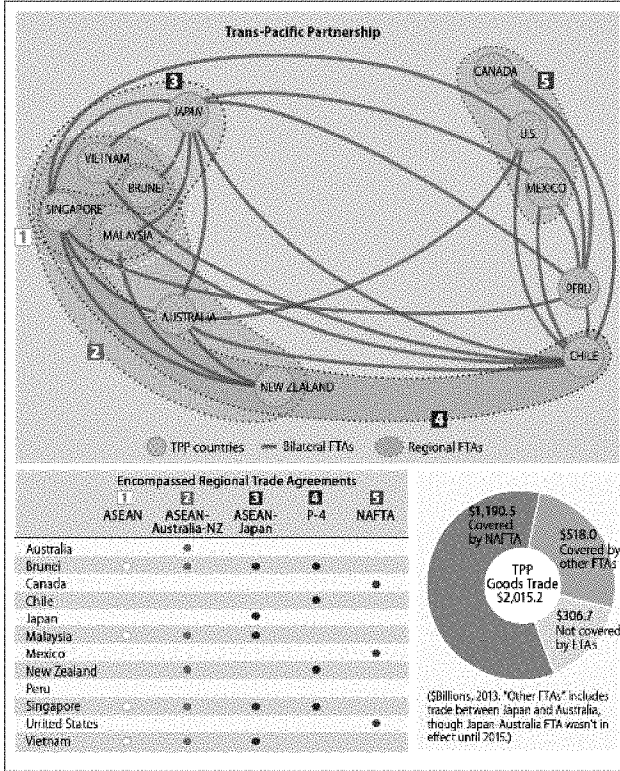 Trans-Pacific Partnership
3
5
CANADA
JAPAN
U.S.
VIETNAM
BRUNEI
MEXICO
SINGAPORE
MALAYSIA
1
PERU
AUSTRALIA
CHILE
2
NEW ZEALAND
4
TPP countries
Bilateral FTAs
Regional FTAs
Encompassed Regional Trade Agreements
1 2 3 4 5
ASEAN ASEAN-Australia-NZ ASEAN-Japan P-4 NAFTA
Australia
Brunei
Canada
Chile
Japan
Malaysia
Mexico
New Zealand
Peru
Singapore
United States
Vietnam
$1,190.5
Covered
by NAFTA
$518.0
Covered by
other FTAs
TPP
Goods Trade
$2,015.2
$306.7
Not covered
by FTAs
($Billions, 2013. "Other FTAs" includes
trade between Japan and Australia,
though Japan-Australia FTA wasn't in
effect until 2015.)